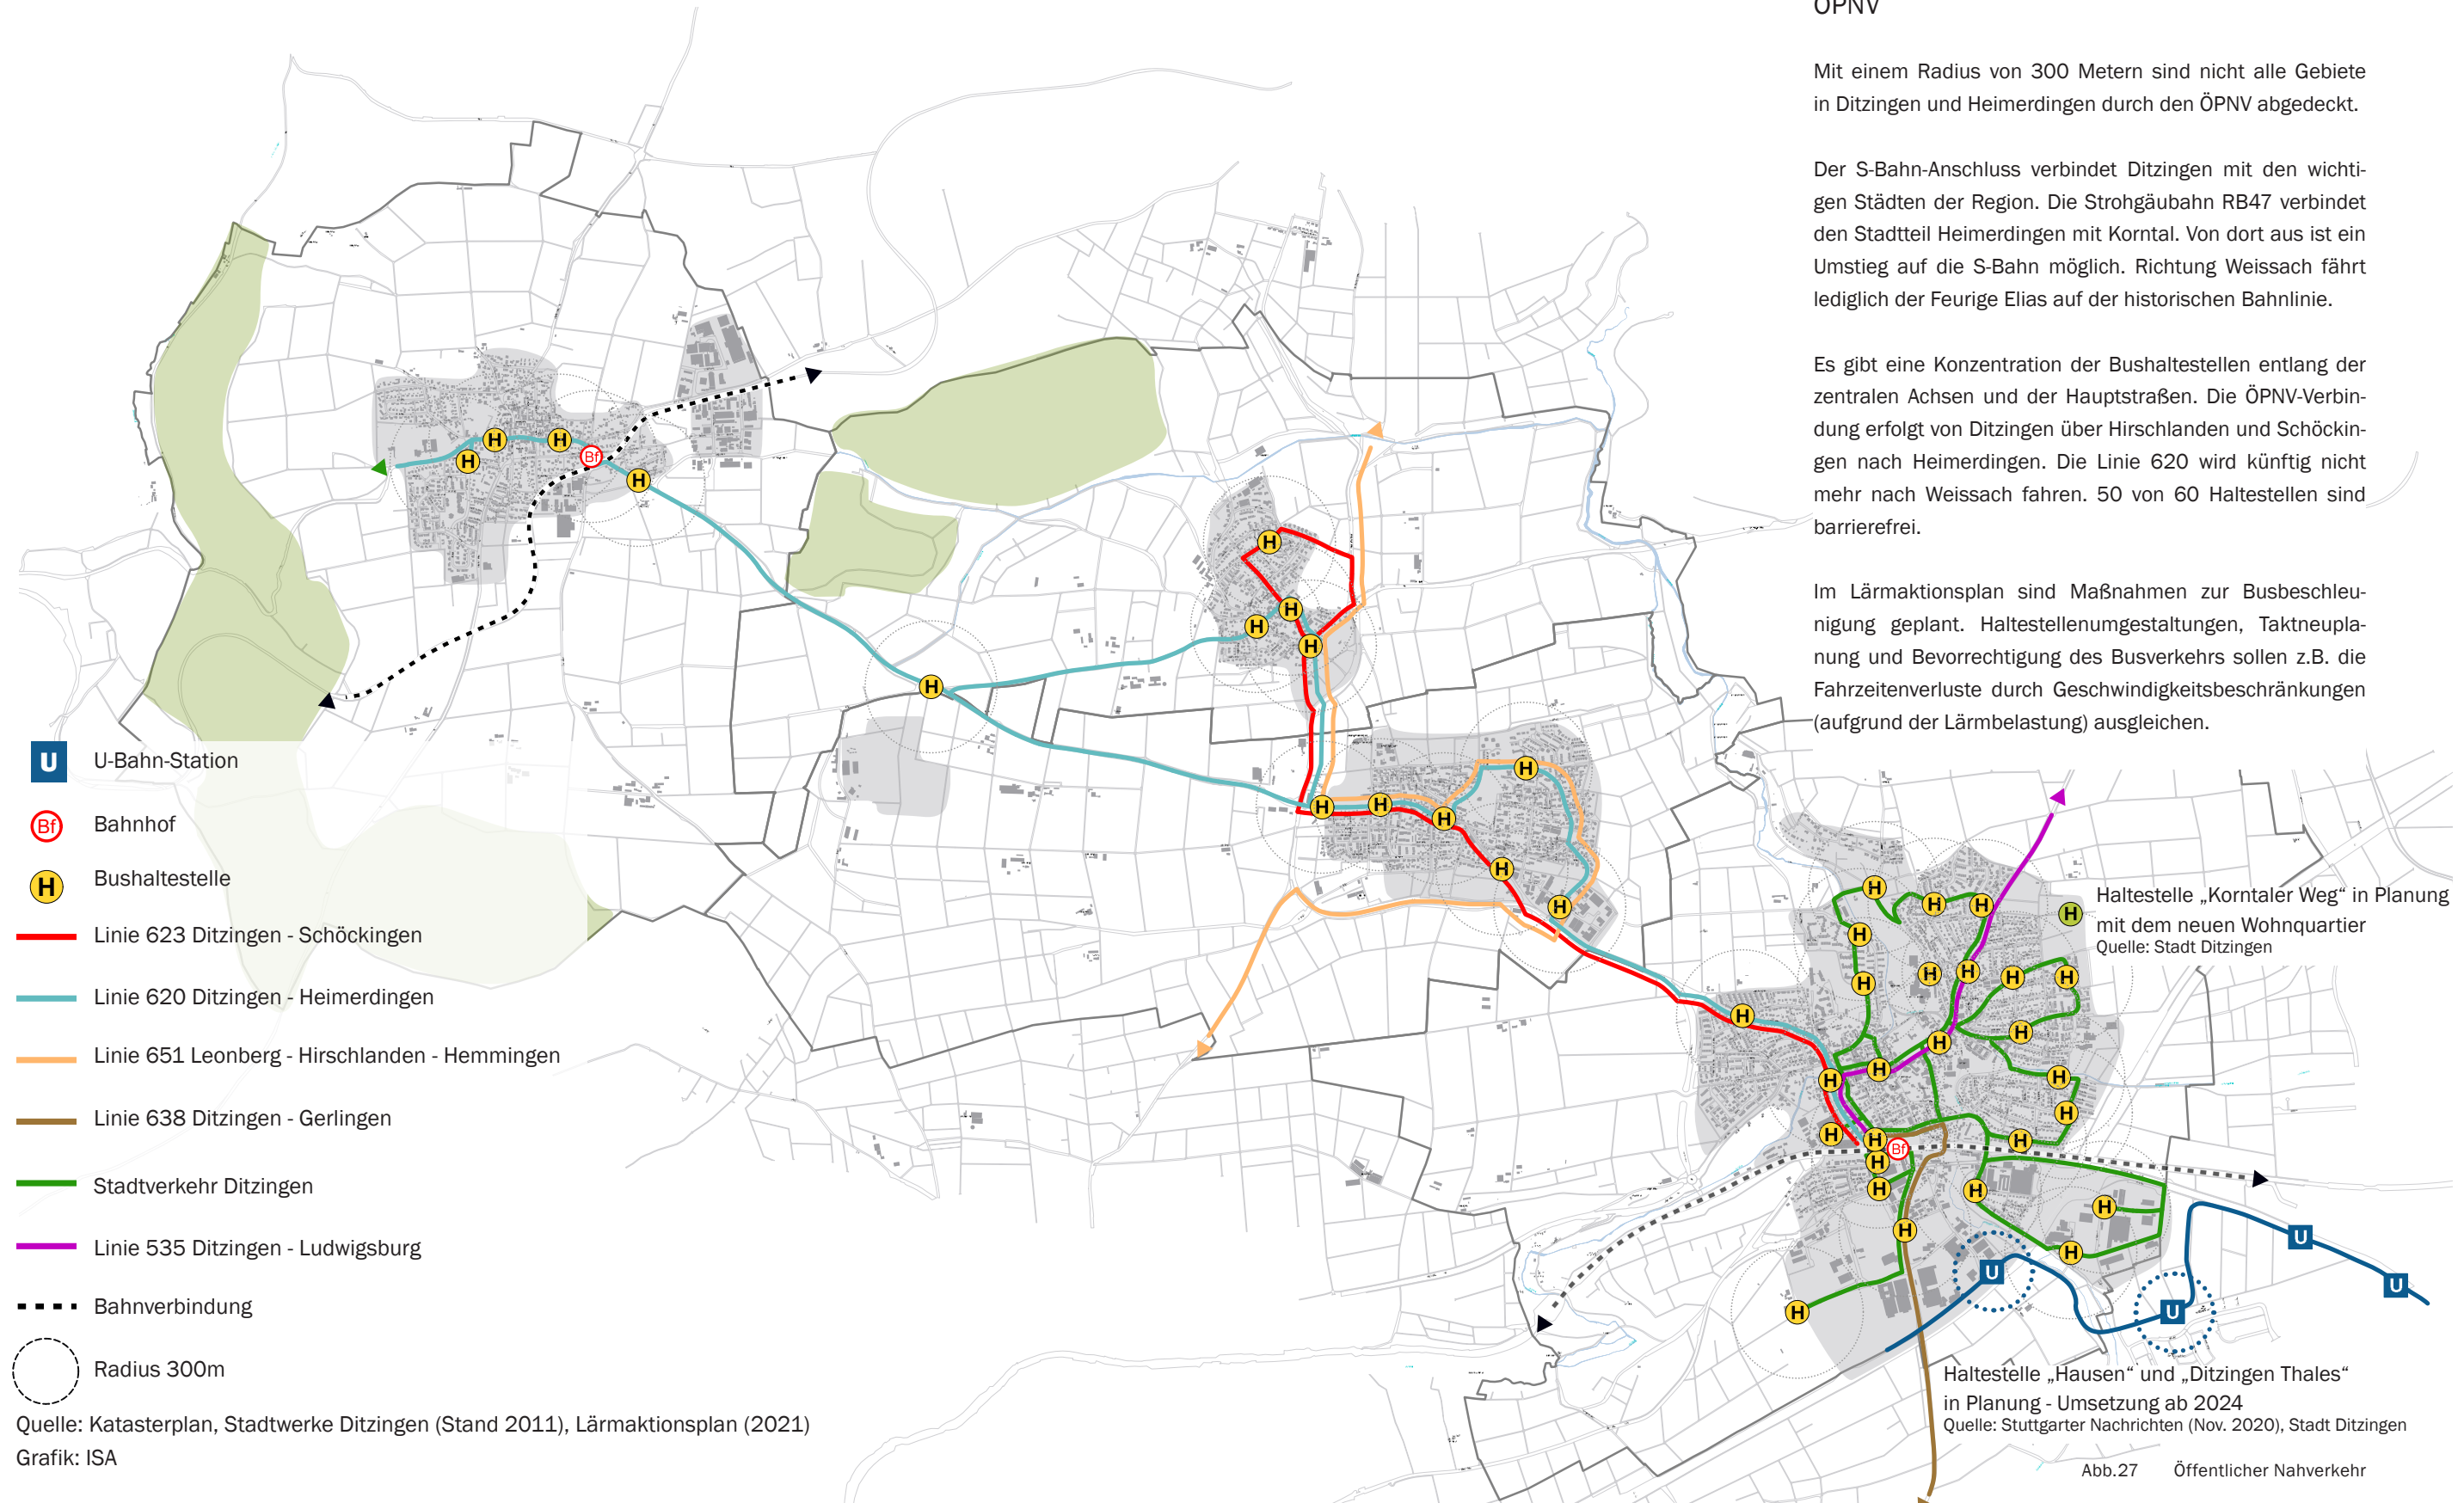 ÖPNV
Mit einem Radius von 300 Metern sind nicht alle Gebiete
in Ditzingen und Heimerdingen durch den ÖPNV abgedeckt.
Der S-Bahn-Anschluss verbindet Ditzingen mit den wichti-
gen Städten der Region. Die Strohgäubahn RB47 verbindet
den Stadtteil Heimerdingen mit Korntal. Von dort aus ist ein
Umstieg auf die S-Bahn möglich. Richtung Weissach fährt
lediglich der Feurige Elias auf der historischen Bahnlinie.
Es gibt eine Konzentration der Bushaltestellen entlang der
zentralen Achsen und der Hauptstraßen. Die ÖPNV-Verbin-
dung erfolgt von Ditzingen über Hirschlanden und Schöckin-
gen nach Heimerdingen. Die Linie 620 wird künftig nicht
mehr nach Weissach fahren. 50 von 60 Haltestellen sind
barrierefrei.
Im Lärmaktionsplan sind Maßnahmen zur Busbeschleu-
nigung geplant. Haltestellenumgestaltungen, Taktneupla-
nung und Bevorrechtigung des Busverkehrs sollen z.B. die
Fahrzeitenverluste durch Geschwindigkeitsbeschränkungen
(aufgrund der Lärmbelastung) ausgleichen.
U U-Bahn-Station
Bf Bahnhof
H Bushaltestelle
Linie 623 Ditzingen - Schöckingen
Linie 620 Ditzingen - Heimerdingen
Linie 651 Leonberg - Hirschlanden - Hemmingen
Linie 638 Ditzingen - Gerlingen
Stadtverkehr Ditzingen
Linie 535 Ditzingen - Ludwigsburg
Bahnverbindung
Radius 300m
Quelle: Katasterplan, Stadtwerke Ditzingen (Stand 2011), Lärmaktionsplan (2021)
Grafik: ISA
Haltestelle „Korntaler Weg“ in Planung
mit dem neuen Wohnquartier
Quelle: Stadt Ditzingen
Haltestelle „Hausen“ und „Ditzingen Thales“
in Planung - Umsetzung ab 2024
Quelle: Stuttgarter Nachrichten (Nov. 2020), Stadt Ditzingen
Abb.27 Öffentlicher Nahverkehr